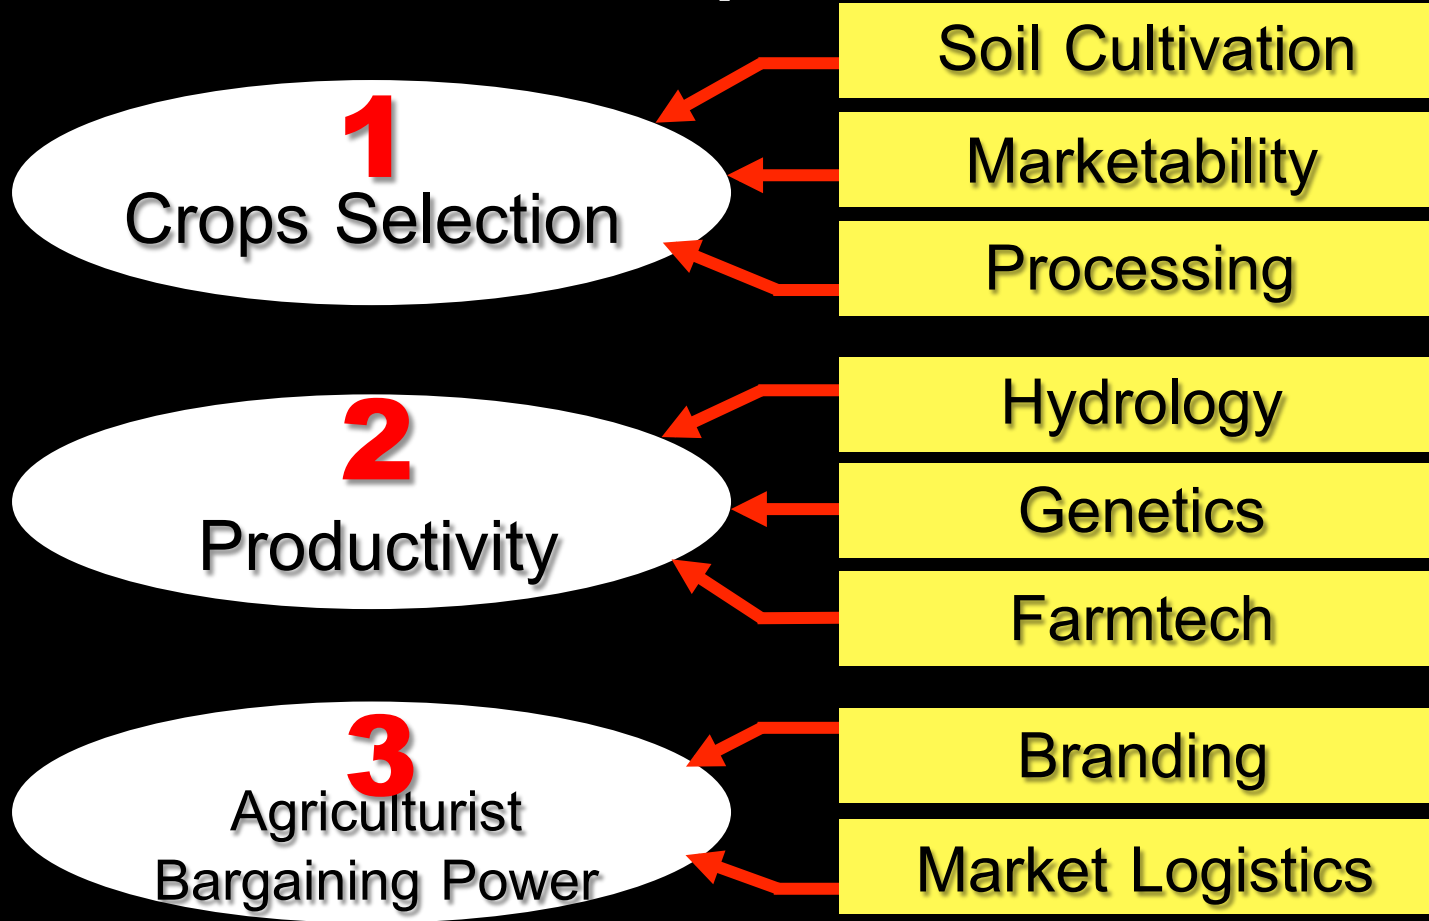 1
Crops Selection
Soil Cultivation
Marketability
Processing
2
Productivity
Hydrology
Genetics
Farmtech
3
Agriculturist
Bargaining Power
Branding
Market Logistics